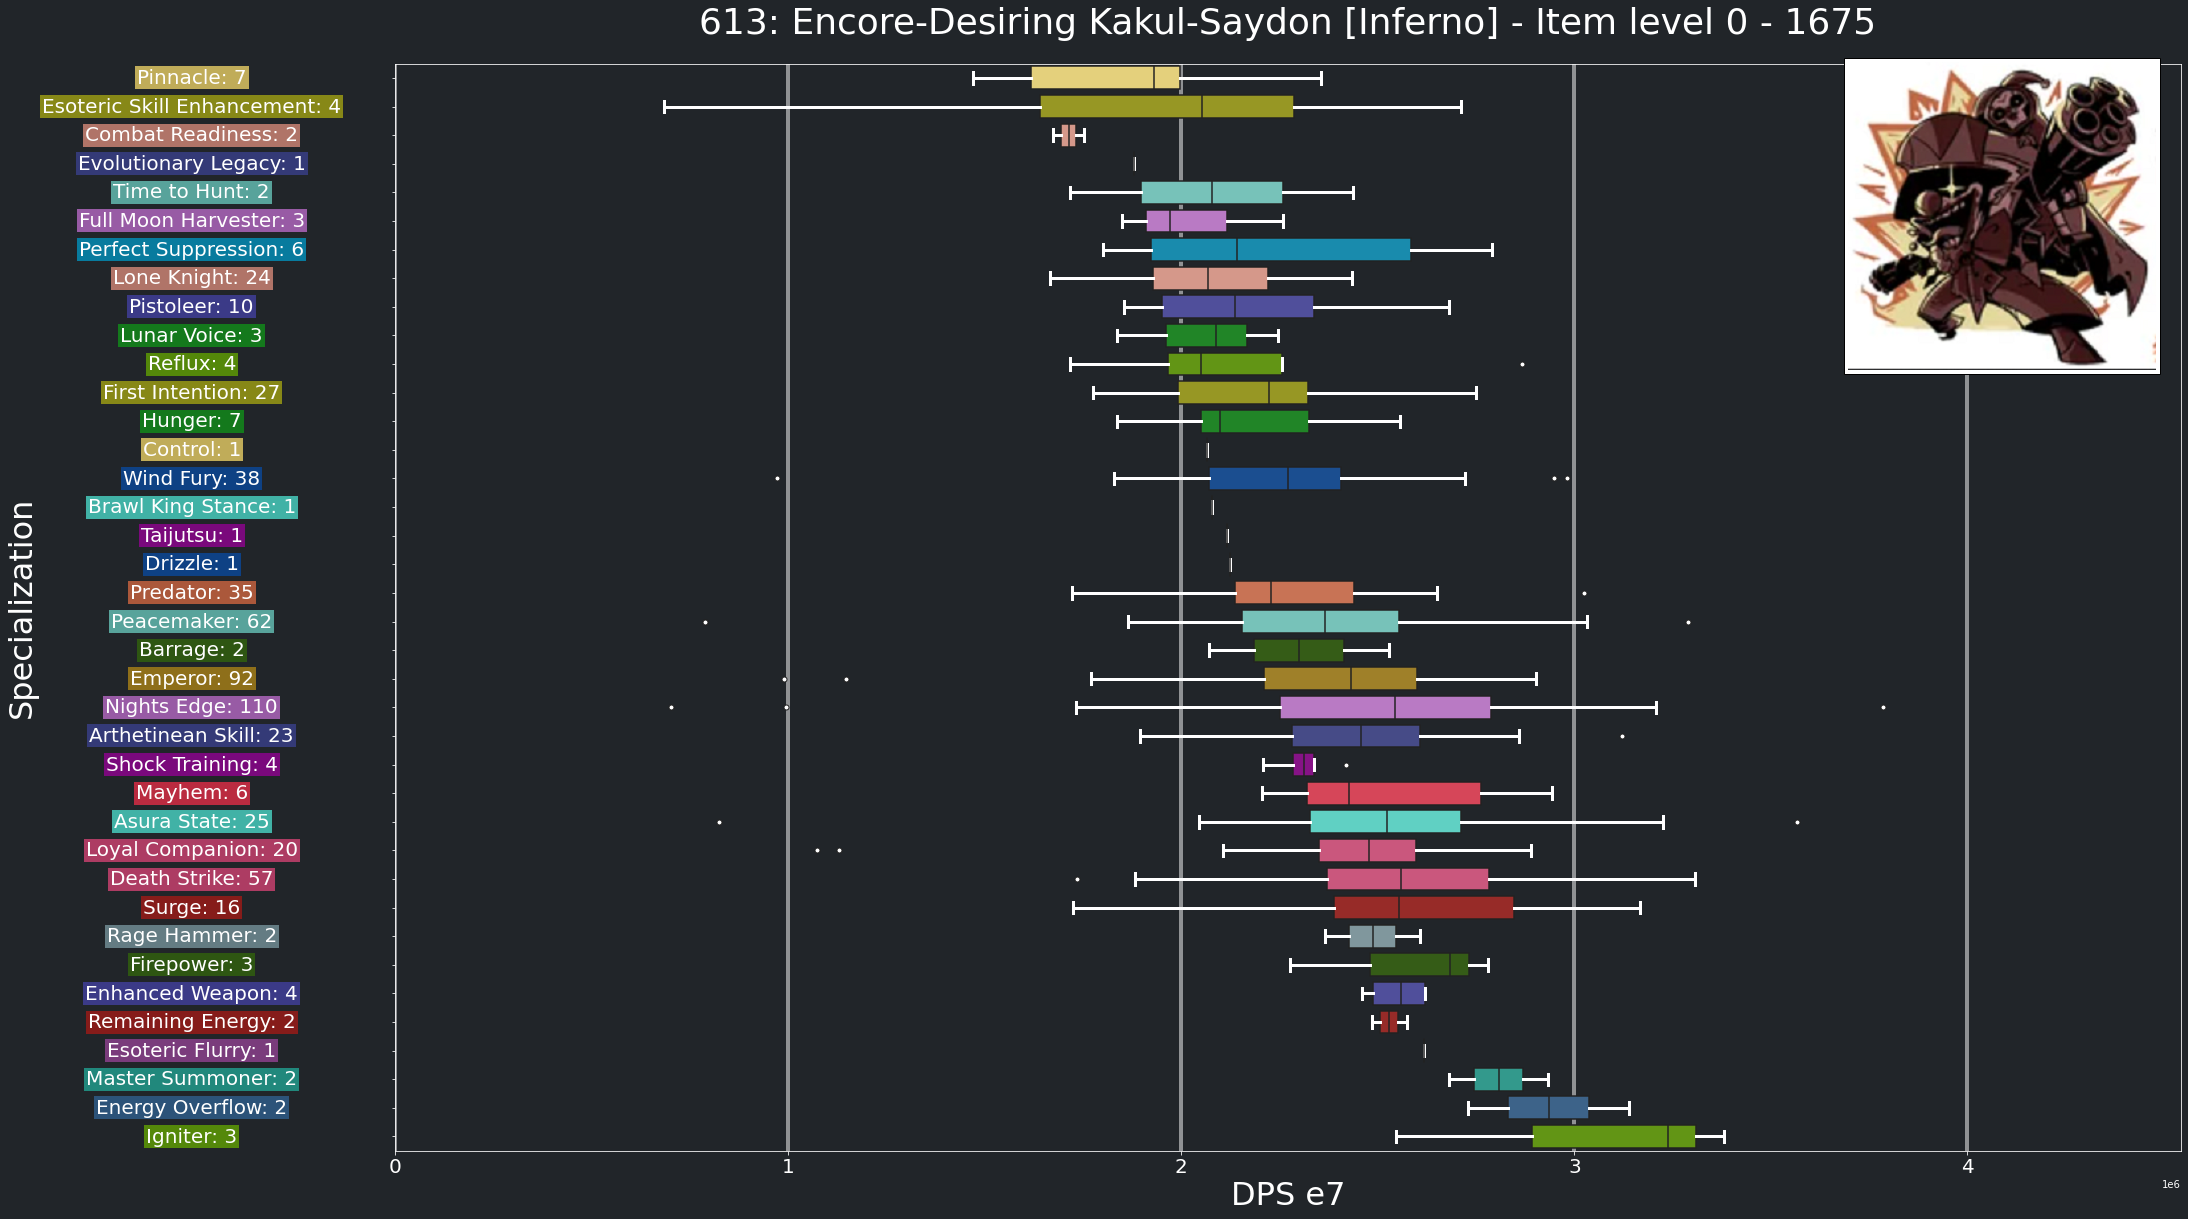 613: Encore-Desiring Kakul-Saydon [Inferno] - Item level 0 - 1675
Pinnacle: 7
Esoteric Skill Enhancement: 4
Combat Readiness: 2
Evolutionary Legacy: 1
Time to Hunt: 2
Full Moon Harvester: 3
Perfect Suppression: 6
Lone Knight: 24
Pistoleer: 10
Lunar Voice: 3
Reflux: 4
First Intention: 27
Hunger: 7
Control: 1
Wind Fury: 38
Brawl King Stance: 1
Taijutsu: 1
Drizzle: 1
Predator: 35
Peacemaker: 62
Barrage: 2
Emperor: 92
Nights Edge: 110
Arthetinean Skill: 23
Shock Training: 4
Mayhem: 6
Asura State: 25
Loyal Companion: 20
Death Strike: 57
Surge: 16
Rage Hammer: 2
Firepower: 3
Enhanced Weapon: 4
Remaining Energy: 2
Esoteric Flurry: 1
Master Summoner: 2
Energy Overflow: 2
Igniter: 3
Specialization
0 1 2 3 4
DPS e7
1e6